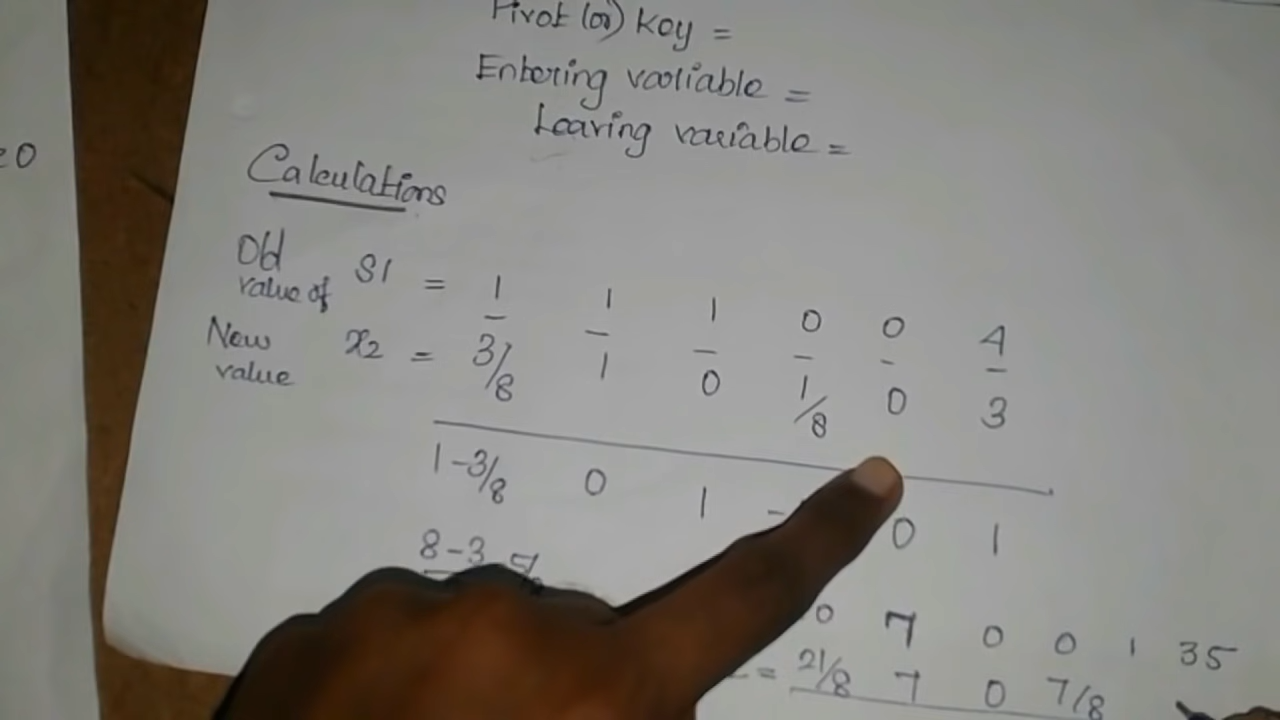 Pivot (or) Key =
Entering variable =
Leaving variable =
=0
Calculations
Old value of S1 = 1 1 1 0 0 4
- - - - - -
New value x2 = 3/8 1 0 1/8 0 3
1-3/8 0 1 - 0 1
8-3
0 7 0 0 1 35
= 21/8 7 0 7/8